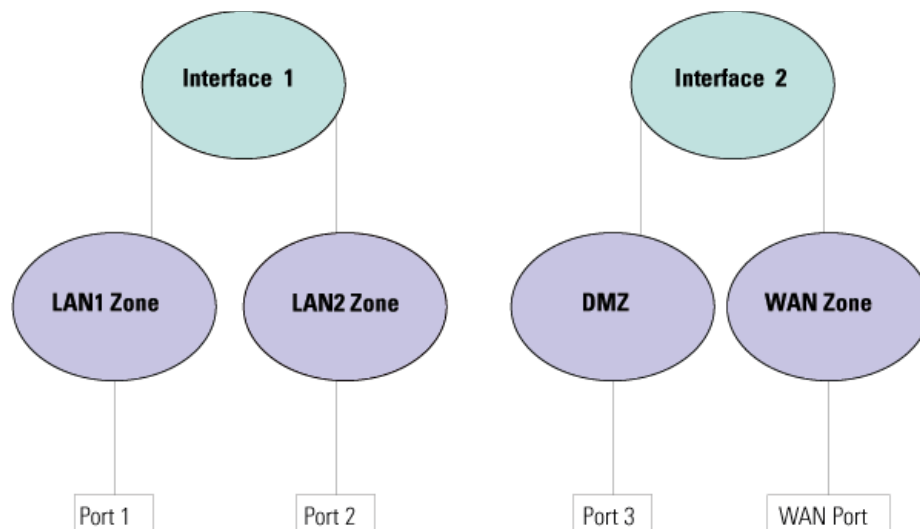 Interface 1
Interface 2
LAN1 Zone
LAN2 Zone
DMZ
WAN Zone
Port 1
Port 2
Port 3
WAN Port